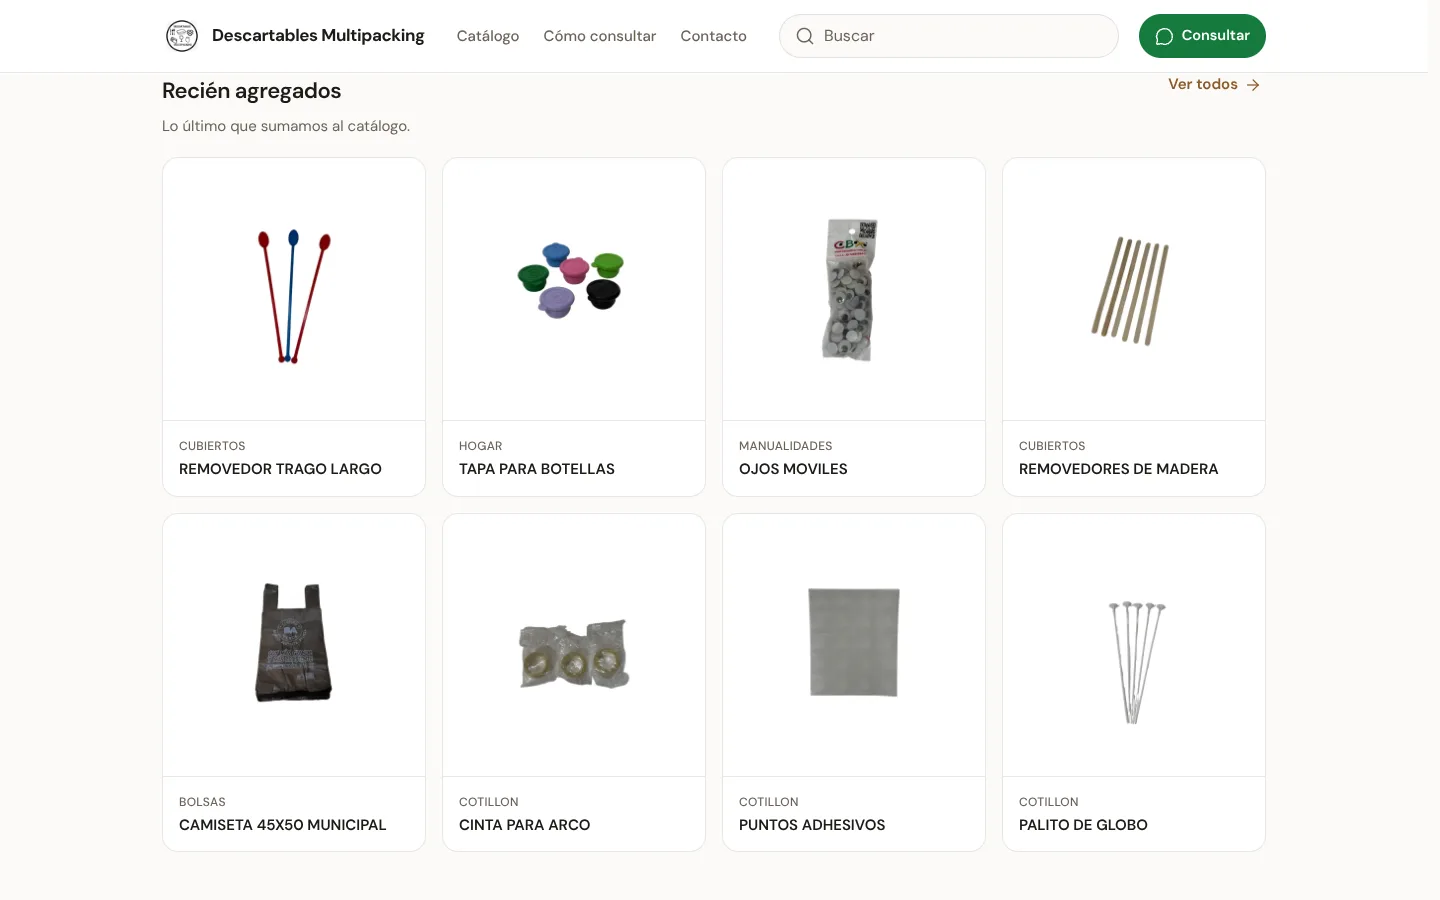 Descartables Multipacking
Catálogo
Cómo consultar
Contacto
Buscar
Consultar
Recién agregados
Ver todos
Lo último que sumamos al catálogo.
CUBIERTOS
REMOVEDOR TRAGO LARGO
HOGAR
TAPA PARA BOTELLAS
MANUALIDADES
OJOS MOVILES
CUBIERTOS
REMOVEDORES DE MADERA
BOLSAS
CAMISETA 45X50 MUNICIPAL
COTILLON
CINTA PARA ARCO
COTILLON
PUNTOS ADHESIVOS
COTILLON
PALITO DE GLOBO